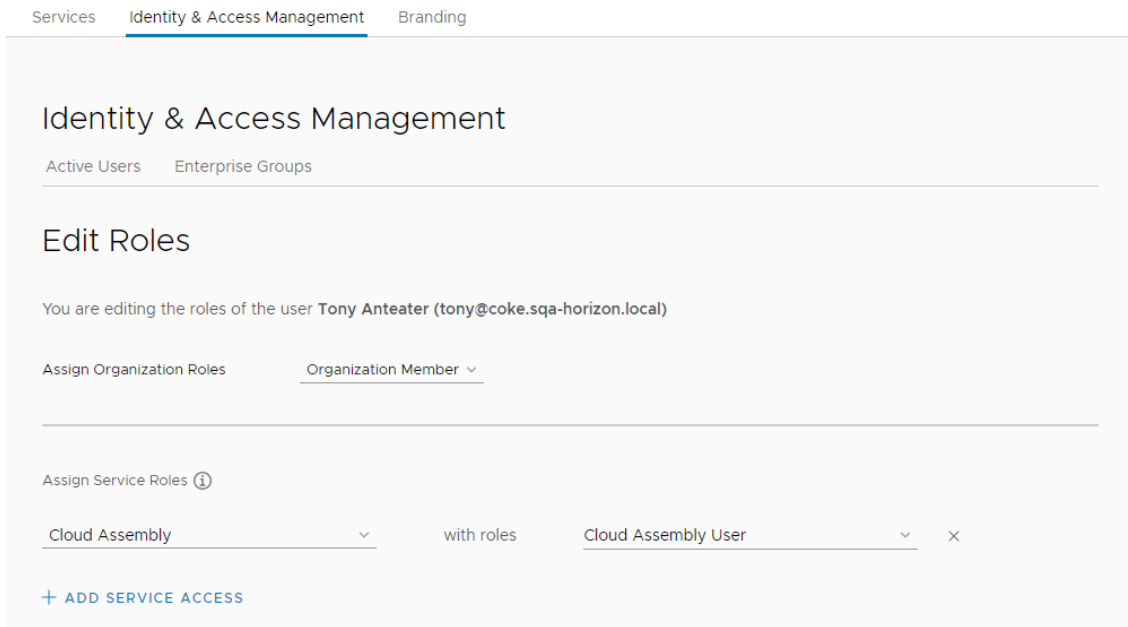 Services Identity & Access Management Branding
Identity & Access Management
Active Users Enterprise Groups
Edit Roles
You are editing the roles of the user Tony Anteater (tony@coke.sqa-horizon.local)
Assign Organization Roles Organization Member
Assign Service Roles
Cloud Assembly with roles Cloud Assembly User
+ ADD SERVICE ACCESS